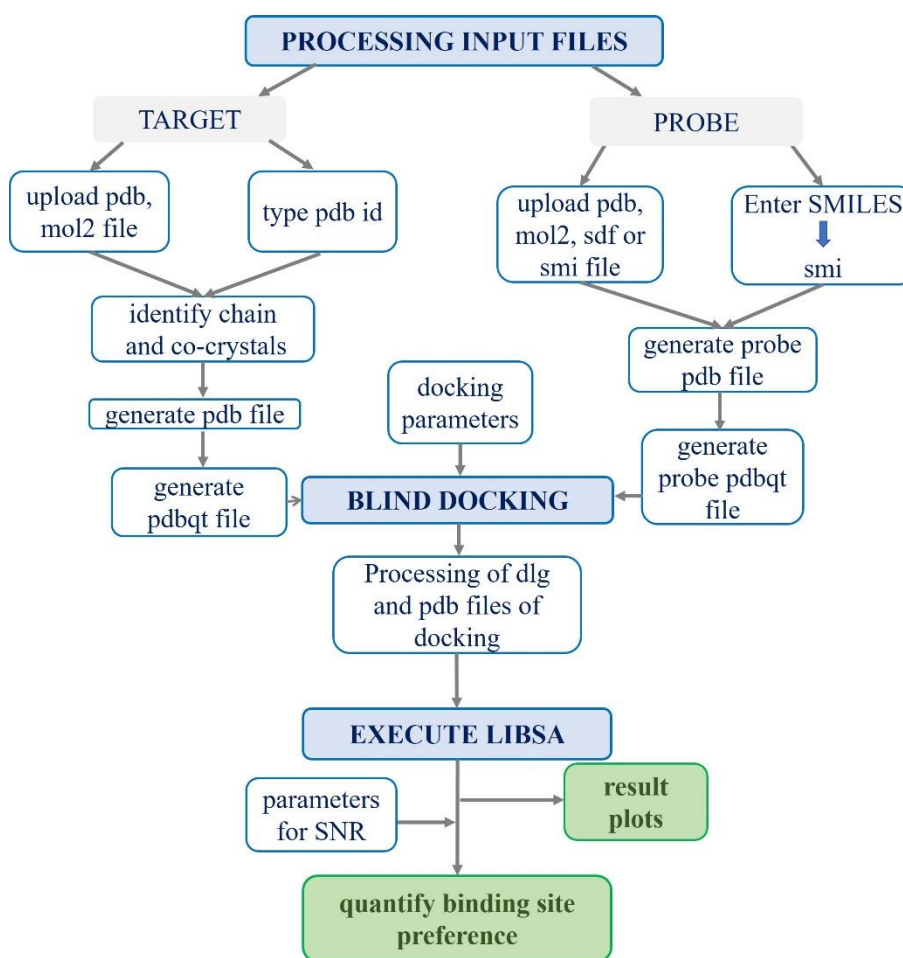 PROCESSING INPUT FILES
TARGET
PROBE
upload pdb,
mol2 file
type pdb id
upload pdb,
mol2, sdf or
smi file
Enter SMILES
smi
identify chain
and co-crystals
generate probe
pdb file
docking
parameters
generate pdb file
generate
probe pdbqt
file
generate
pdbqt file
BLIND DOCKING
Processing of dlg
and pdb files of
docking
EXECUTE LIBSA
parameters
for SNR
result
plots
quantify binding site
preference